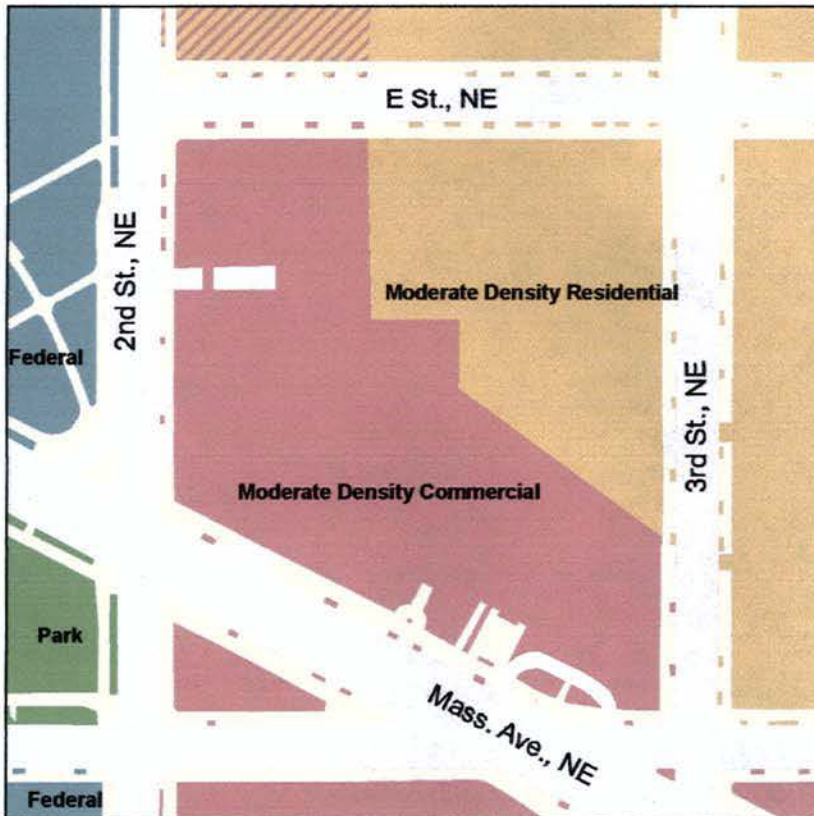 E St., NE
2nd St., NE
Moderate Density Residential
Federal
3rd St., NE
Moderate Density Commercial
Park
Mass. Ave., NE
Federal